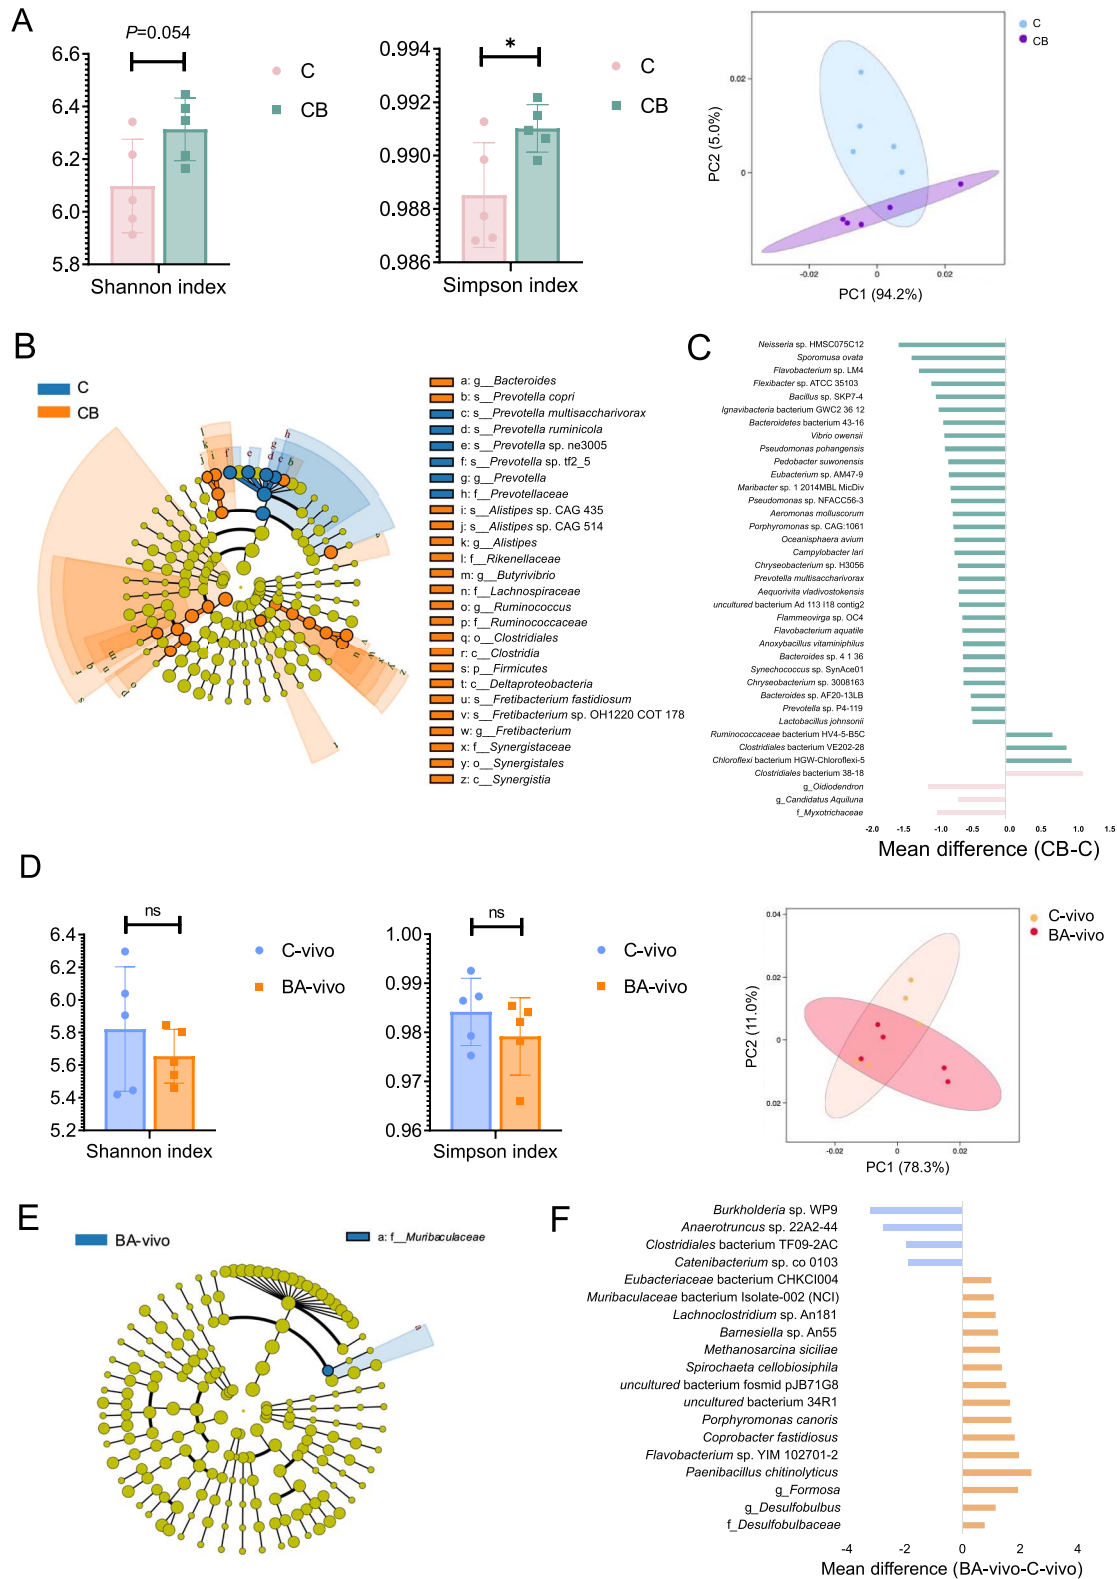 A
P=0.054
6.6
6.4
6.2
6.0
5.8
Shannon index
C
CB
*
0.994
0.992
0.990
0.988
0.986
Simpson index
C
CB
C
CB
PC2 (5.0%)
0.02
0
-0.02
0
0.02
PC1 (94.2%)
B
C
CB
a: g__Bacteroides
b: s__Prevotella copri
c: s__Prevotella multisaccharivorax
d: s__Prevotella ruminicola
e: s__Prevotella sp. ne3005
f: s__Prevotella sp. tf2_5
g: g__Prevotella
h: f__Prevotellaceae
i: s__Alistipes sp. CAG 435
j: s__Alistipes sp. CAG 514
k: g__Alistipes
l: f__Rikenellaceae
m: g__Butyrivibrio
n: f__Lachnospiraceae
o: g__Ruminococcus
p: f__Ruminococcaceae
q: o__Clostridiales
r: c__Clostridia
s: p__Firmicutes
t: c__Deltaproteobacteria
u: s__Fretibacterium fastidiosum
v: s__Fretibacterium sp. OH1220 COT 178
w: g__Fretibacterium
x: f__Synergistaceae
y: o__Synergistales
z: c__Synergistia
C
Neisseria sp. HMSC075C12
Sporomusa ovata
Flavobacterium sp. LM4
Flexibacter sp. ATCC 35103
Bacillus sp. SKP7-4
Ignavibacteria bacterium GWC2 36 12
Bacteroidetes bacterium 43-16
Vibrio owensii
Pseudomonas pohangensis
Pedobacter suwonensis
Eubacterium sp. AM47-9
Maribacter sp. 1 2014MBL MicDiv
Pseudomonas sp. NFACC56-3
Aeromonas molluscorum
Porphyromonas sp. CAG:1061
Oceanisphaera avium
Campylobacter lari
Chryseobacterium sp. H3056
Prevotella multisaccharivorax
Aequorivita vladivostokensis
uncultured bacterium Ad 113 I18 contig2
Flammeovirga sp. OC4
Flavobacterium aquatile
Anoxybacillus vitaminiphilus
Bacteroides sp. 4 1 36
Synechococcus sp. SynAce01
Chryseobacterium sp. 3008163
Bacteroides sp. AF20-13LB
Prevotella sp. P4-119
Lactobacillus johnsonii
Ruminococcaceae bacterium HV4-5-B5C
Clostridiales bacterium VE202-28
Chloroflexi bacterium HGW-Chloroflexi-5
Clostridiales bacterium 38-18
g_Oidiodendron
g_Candidatus Aquiluna
f_Myxotrichaceae
-2.0 -1.5 -1.0 -0.5 0.0 0.5 1.0 1.5
Mean difference (CB-C)
D
ns
6.4
6.2
6.0
5.8
5.6
5.4
5.2
Shannon index
C-vivo
BA-vivo
ns
1.00
0.99
0.98
0.97
0.96
Simpson index
C-vivo
BA-vivo
C-vivo
BA-vivo
PC2 (11.0%)
0.04
0.02
0
0.02
-0.02
0
0.02
PC1 (78.3%)
E
BA-vivo
a: f__Muribaculaceae
a
F
Burkholderia sp. WP9
Anaerotruncus sp. 22A2-44
Clostridiales bacterium TF09-2AC
Catenibacterium sp. co 0103
Eubacteriaceae bacterium CHKCI004
Muribaculaceae bacterium Isolate-002 (NCI)
Lachnoclostridium sp. An181
Barnesiella sp. An55
Methanosarcina siciliae
Spirochaeta cellobiosiphila
uncultured bacterium fosmid pJB71G8
uncultured bacterium 34R1
Porphyromonas canoris
Coprobacter fastidiosus
Flavobacterium sp. YIM 102701-2
Paenibacillus chitinolyticus
g_Formosa
g_Desulfobulbus
f_Desulfobulbaceae
-4 -2 0 2 4
Mean difference (BA-vivo-C-vivo)